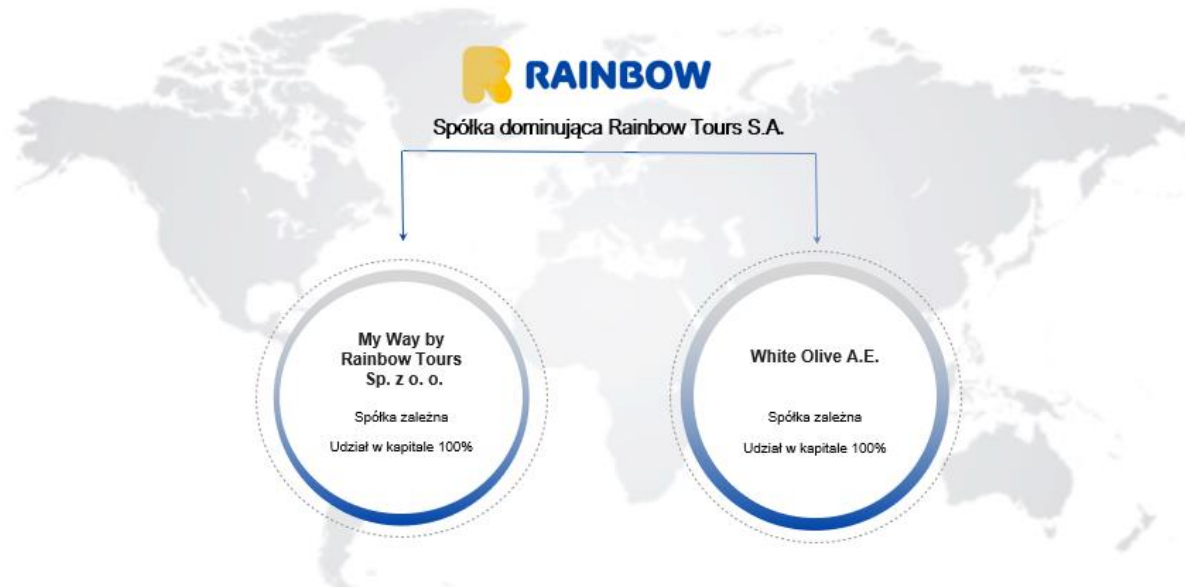 RAINBOW
Spółka dominująca Rainbow Tours S.A.
My Way by
Rainbow Tours
Sp. z o. o.
Spółka zależna
Udział w kapitale 100%
White Olive A.E.
Spółka zależna
Udział w kapitale 100%